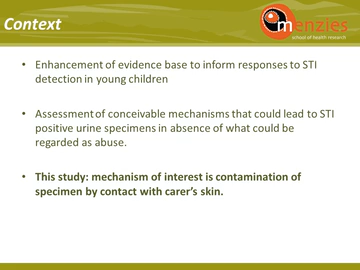 Context
menzies
school of health research
• Enhancement of evidence base to inform responses to STI
detection in young children
• Assessment of conceivable mechanisms that could lead to STI
positive urine specimens in absence of what could be
regarded as abuse.
• This study: mechanism of interest is contamination of
specimen by contact with carer's skin.